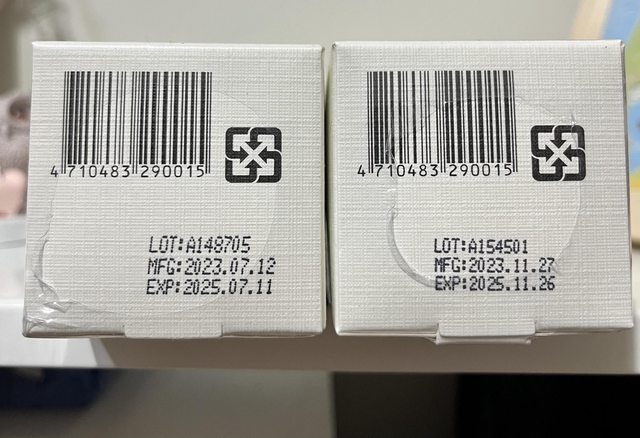 4 710483 290015
LOT:A148705
MFG:2023.07.12
EXP:2025.07.11
4 710483 290015
LOT:A154501
MFG:2023.11.27
EXP:2025.11.26